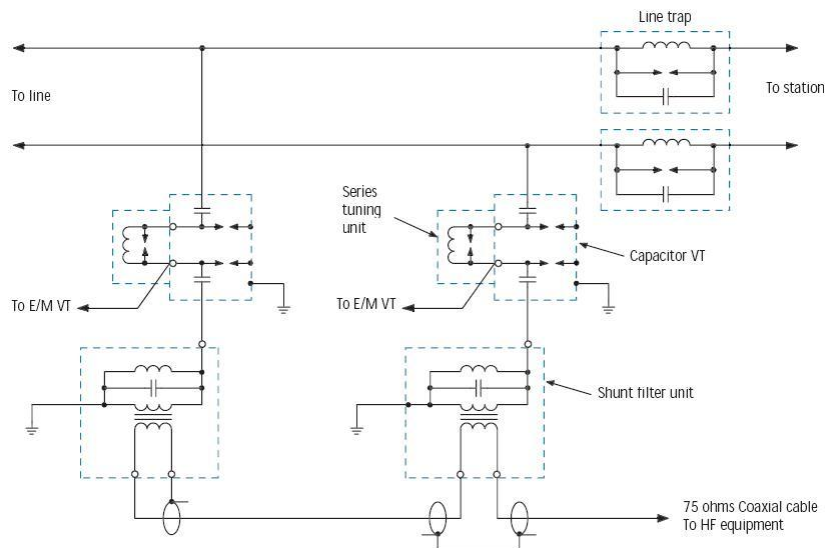 Line trap
To line
To station
Series
tuning
unit
Capacitor VT
To E/M VT
To E/M VT
Shunt filter unit
75 ohms Coaxial cable
To HF equipment